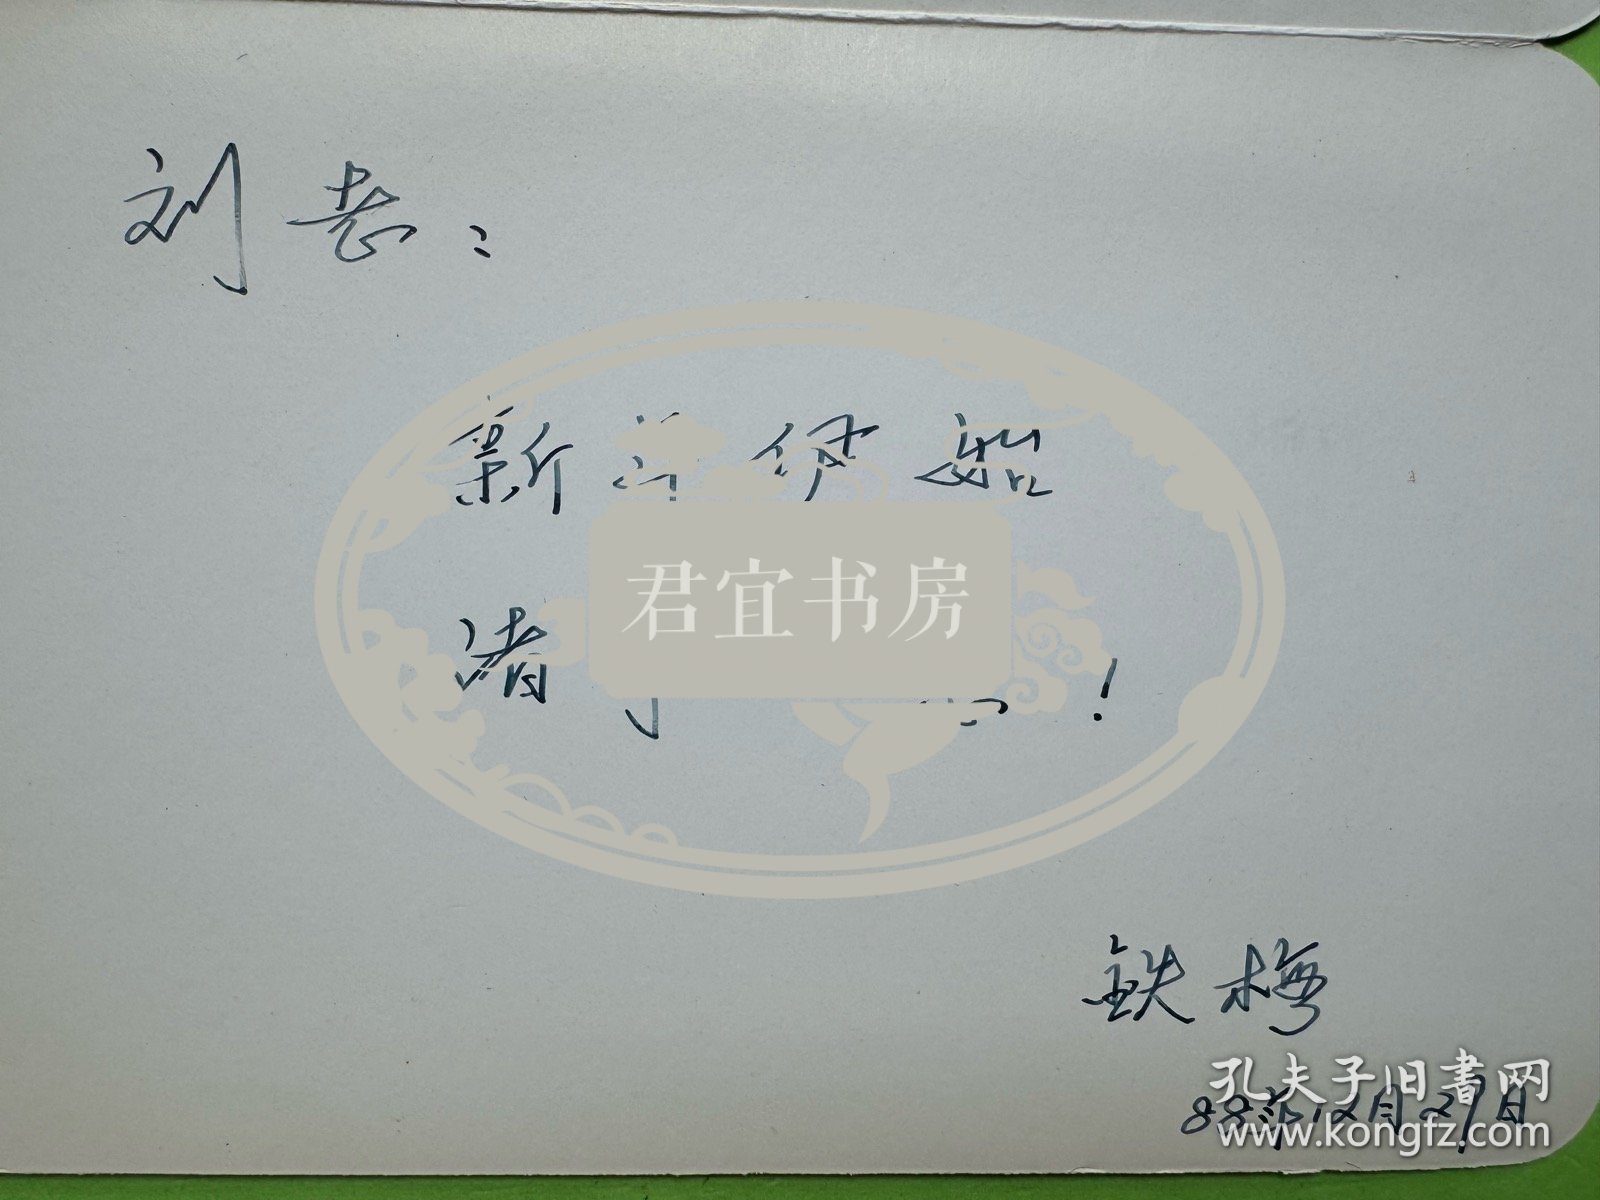 刘老：
新年伊始
君宜书房
诸！
铁梅
孔夫子旧书网
88年12月27日
www.kongfz.com